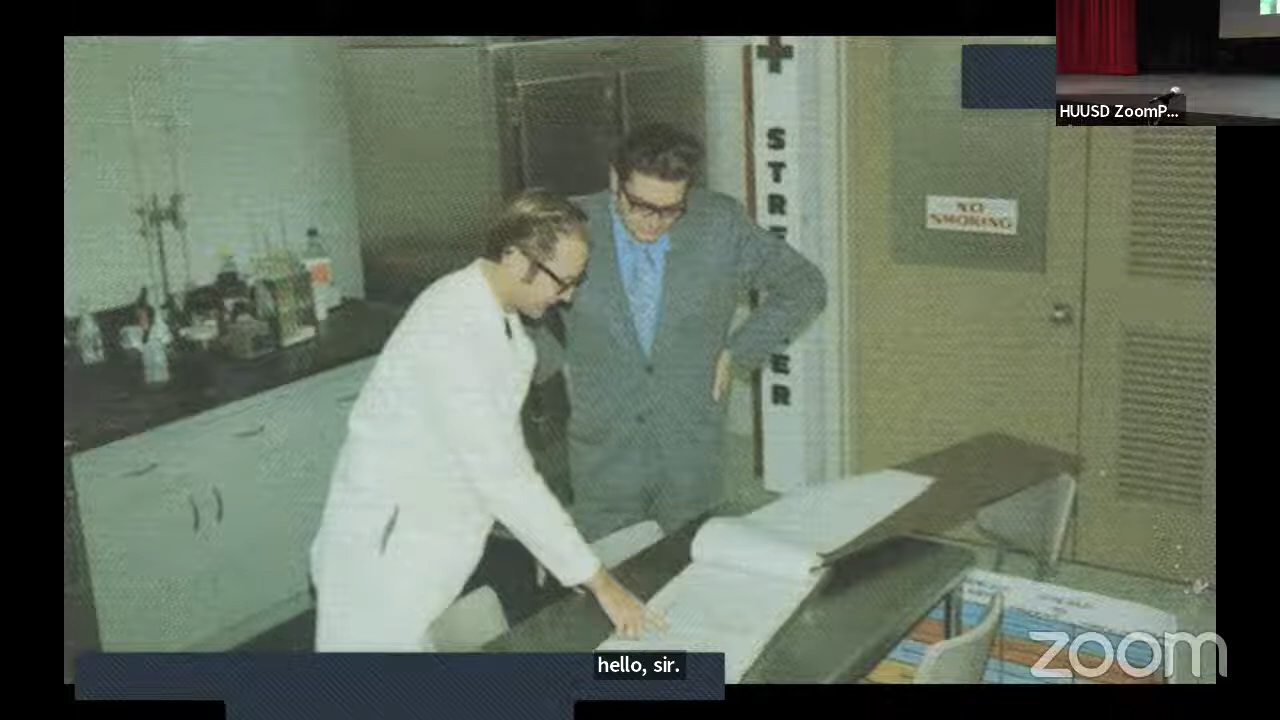 HUUSD ZoomP...
STRE
ER
NO
SMOKING
hello, sir.
zoom